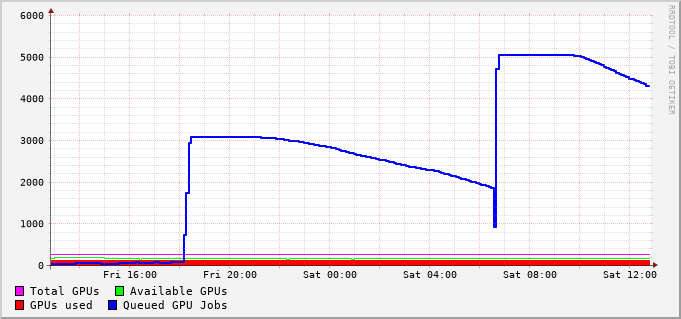 6000
5000
4000
3000
2000
1000
0
Fri 16:00 Fri 20:00 Sat 00:00 Sat 04:00 Sat 08:00 Sat 12:00
Total GPUs Available GPUs
GPUs used Queued GPU Jobs
RRDTOOL / TOBI OETIKER